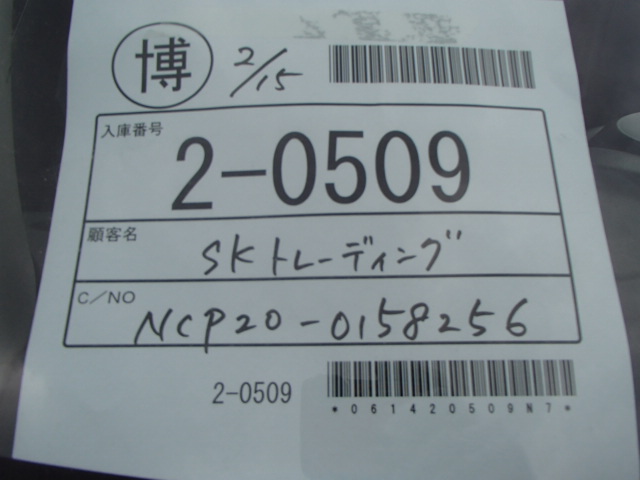 博 2/15
入庫番号
2-0509
顧客名
SKトレーディング
C/NO
NCP20-0158256
2-0509
*061420509N7*